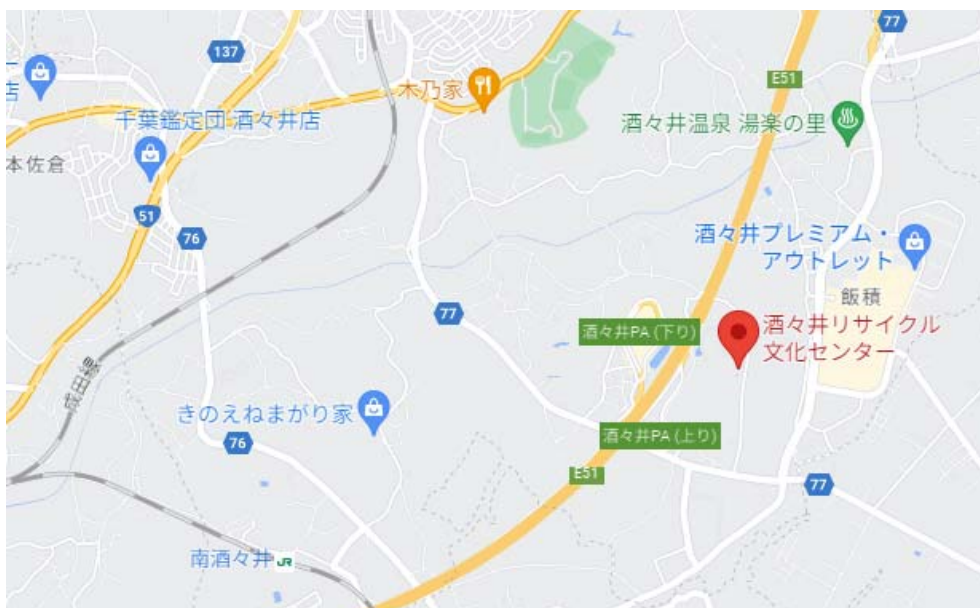 77
137
E51
店
木乃家
千葉鑑定団 酒々井店
酒々井温泉 湯楽の里
本佐倉
51
76
酒々井プレミアム・
アウトレット
飯積
77
酒々井PA (下り)
酒々井リサイクル
文化センター
成田線
きのえねまがり家
76
酒々井PA (上り)
E51
77
南酒々井
JR